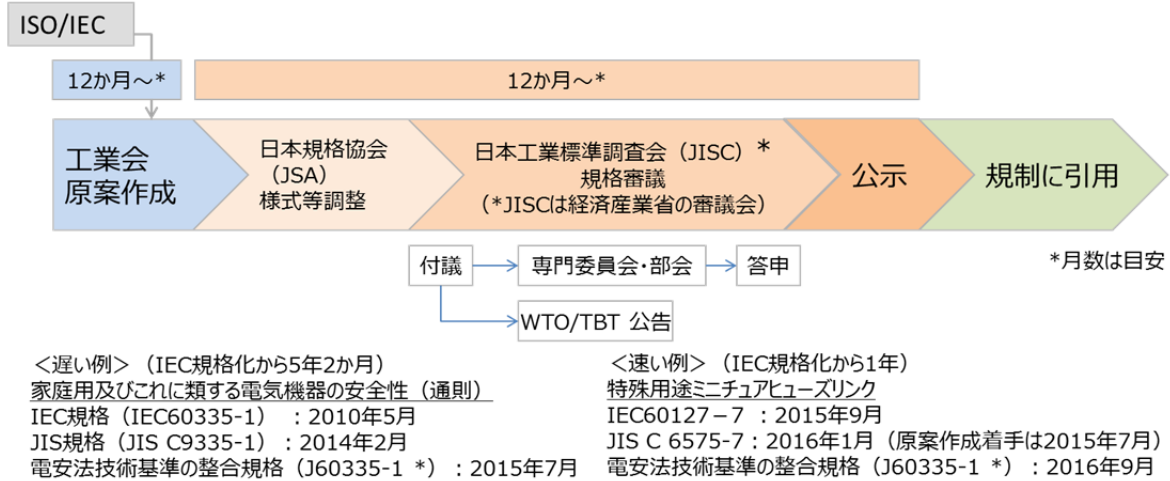 ISO/IEC
12か月～*
12か月～*
工業会
原案作成
日本規格協会
（JSA）
様式等調整
日本工業標準調査会（JISC）*
規格審議
（*JISCは経済産業省の審議会）
公示
規制に引用
*月数は目安
付議
専門委員会・部会
答申
WTO/TBT 公告
＜遅い例＞（IEC規格化から5年2か月）
家庭用及びこれに類する電気機器の安全性（通則）
IEC規格（IEC60335-1）：2010年5月
JIS規格（JIS C9335-1）：2014年2月
電安法技術基準の整合規格（J60335-1 *）：2015年7月
＜速い例＞（IEC規格化から1年）
特殊用途ミニチュアヒューズリンク
IEC60127－7 ：2015年9月
JIS C 6575-7：2016年1月（原案作成着手は2015年7月）
電安法技術基準の整合規格（J60335-1 *）：2016年9月